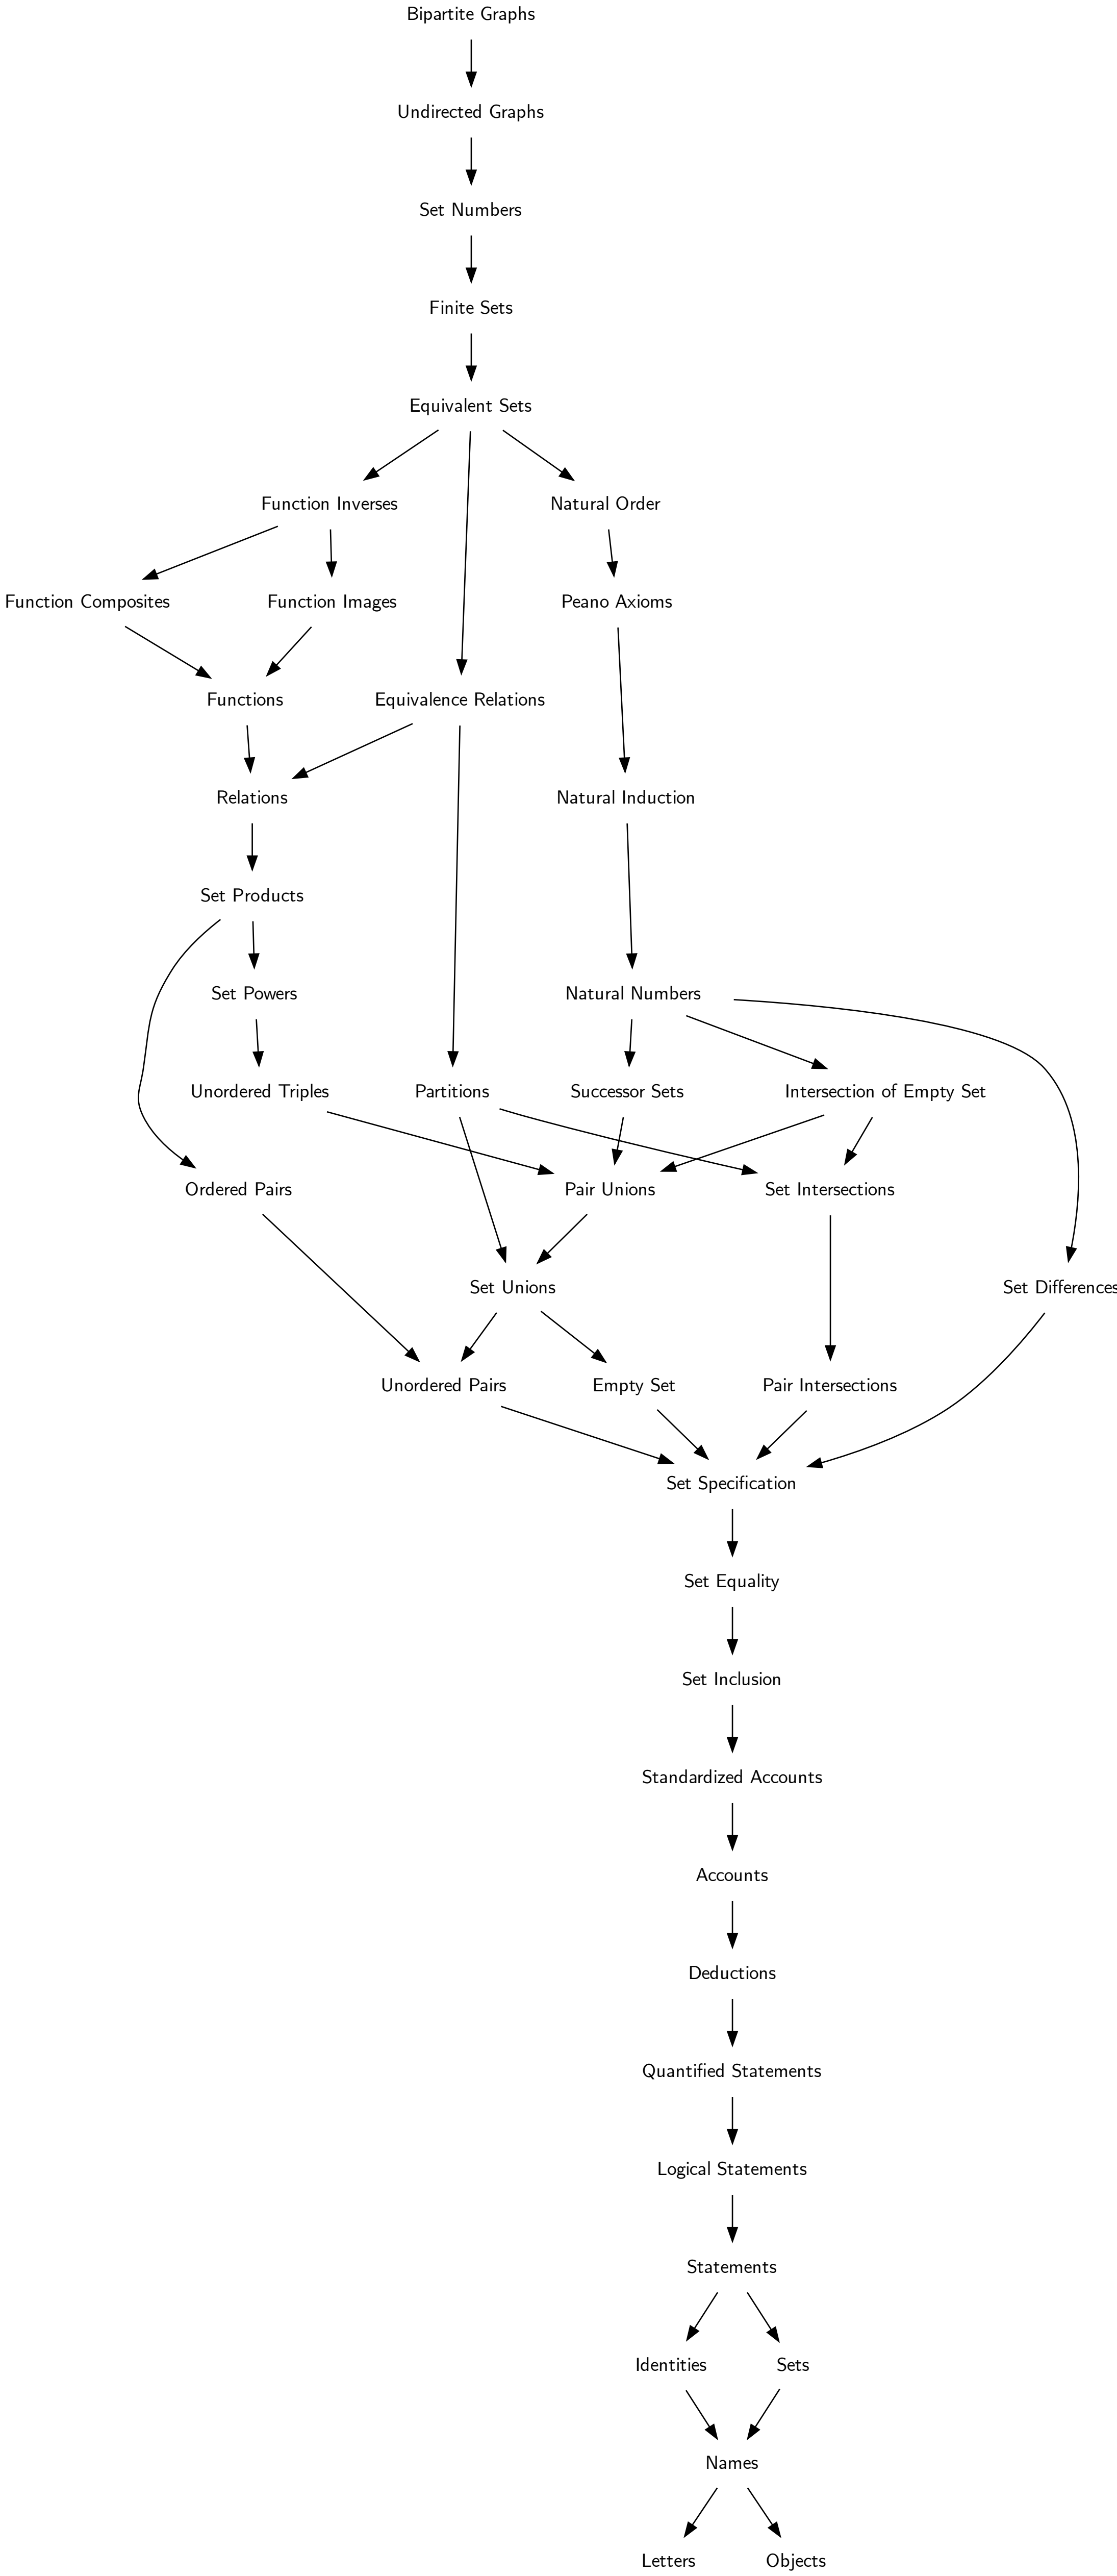 Bipartite Graphs
Undirected Graphs
Set Numbers
Finite Sets
Equivalent Sets
Function Inverses
Natural Order
Function Composites
Function Images
Peano Axioms
Functions
Equivalence Relations
Relations
Natural Induction
Set Products
Set Powers
Natural Numbers
Unordered Triples
Partitions
Successor Sets
Intersection of Empty Set
Ordered Pairs
Pair Unions
Set Intersections
Set Unions
Set Differences
Unordered Pairs
Empty Set
Pair Intersections
Set Specification
Set Equality
Set Inclusion
Standardized Accounts
Accounts
Deductions
Quantified Statements
Logical Statements
Statements
Identities
Sets
Names
Letters
Objects